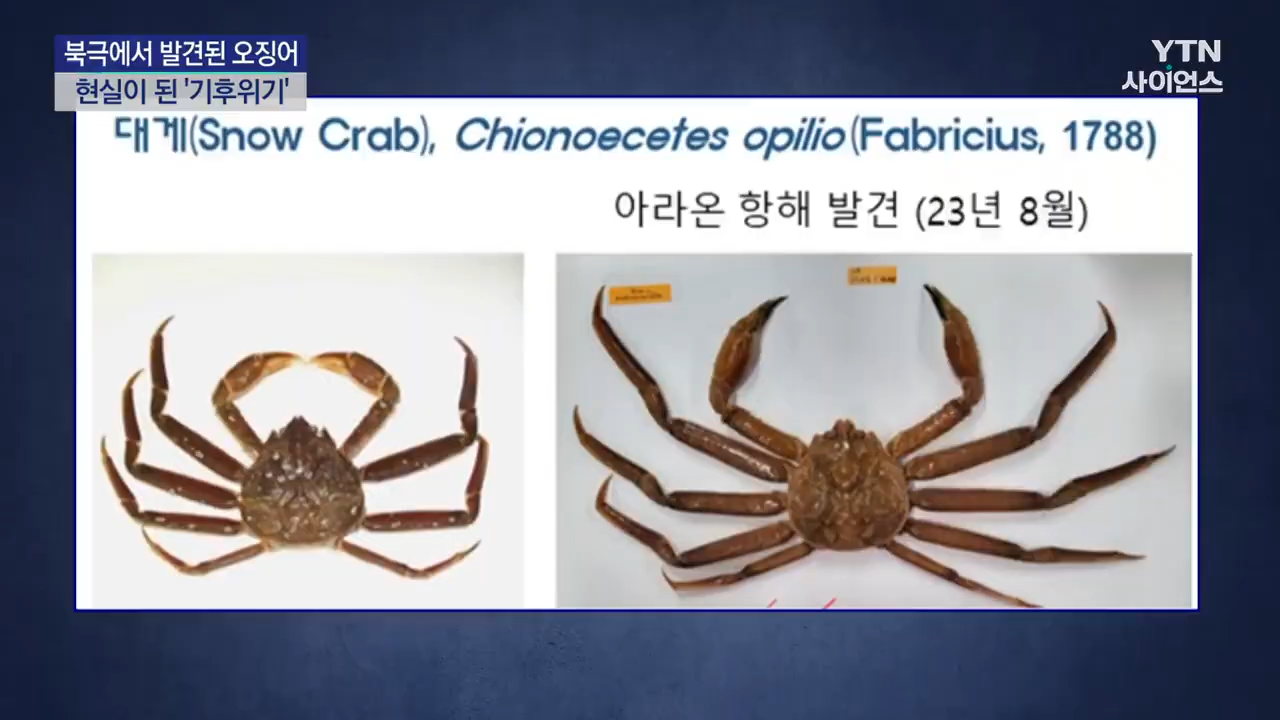 북극에서 발견된 오징어
현실이 된 '기후위기'
YTN
사이언스
대게(Snow Crab), Chionoecetes opilio(Fabricius, 1788)
아라온 항해 발견 (23년 8월)